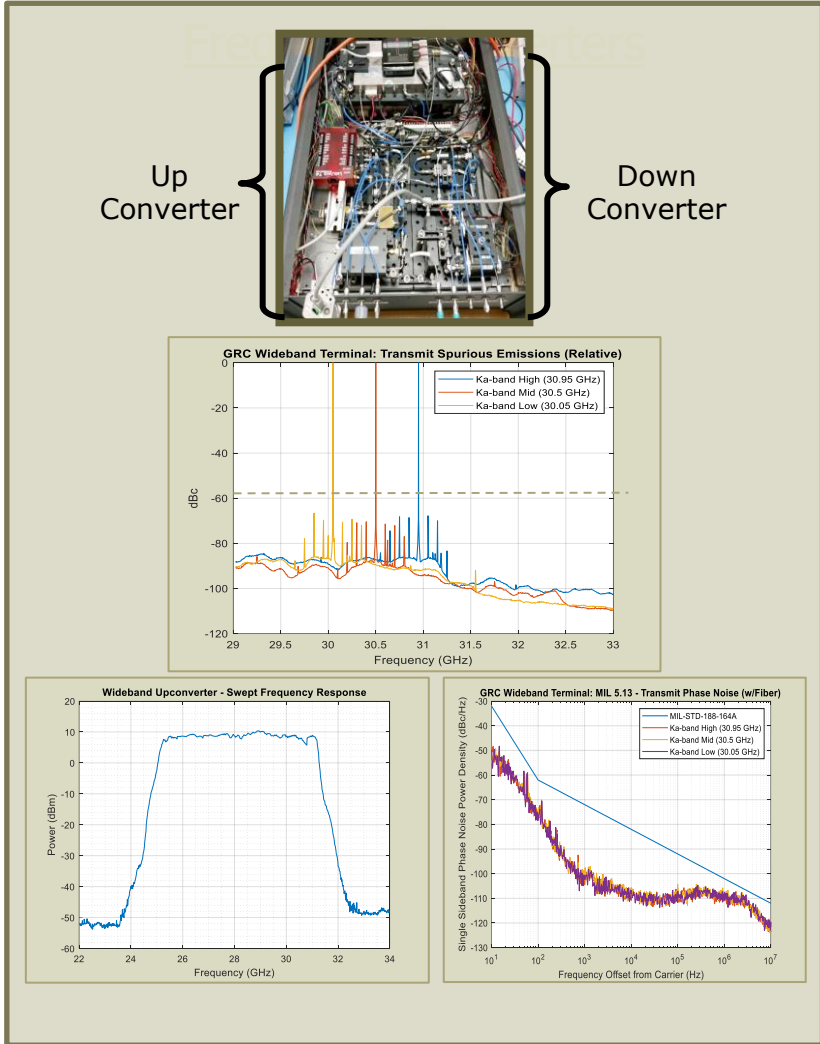 Frequency Converters
Up
Converter
Down
Converter
GRC Wideband Terminal: Transmit Spurious Emissions (Relative)
0
-20
-40
-60
-80
-100
-120
dBc
Ka-band High (30.95 GHz)
Ka-band Mid (30.5 GHz)
Ka-band Low (30.05 GHz)
29
29.5
30
30.5
31
31.5
32
32.5
33
Frequency (GHz)
Wideband Upconverter - Swept Frequency Response
20
10
0
-10
-20
-30
-40
-50
-60
Power (dBm)
22
24
26
28
30
32
34
Frequency (GHz)
GRC Wideband Terminal: MIL 5.13 - Transmit Phase Noise (w/Fiber)
-30
-40
-50
-60
-70
-80
-90
-100
-110
-120
-130
Single Sideband Phase Noise Power Density (dBc/Hz)
MIL-STD-188-164A
Ka-band High (30.95 GHz)
Ka-band Mid (30.5 GHz)
Ka-band Low (30.05 GHz)
10¹
10²
10³
10⁴
10⁵
10⁶
10⁷
Frequency Offset from Carrier (Hz)